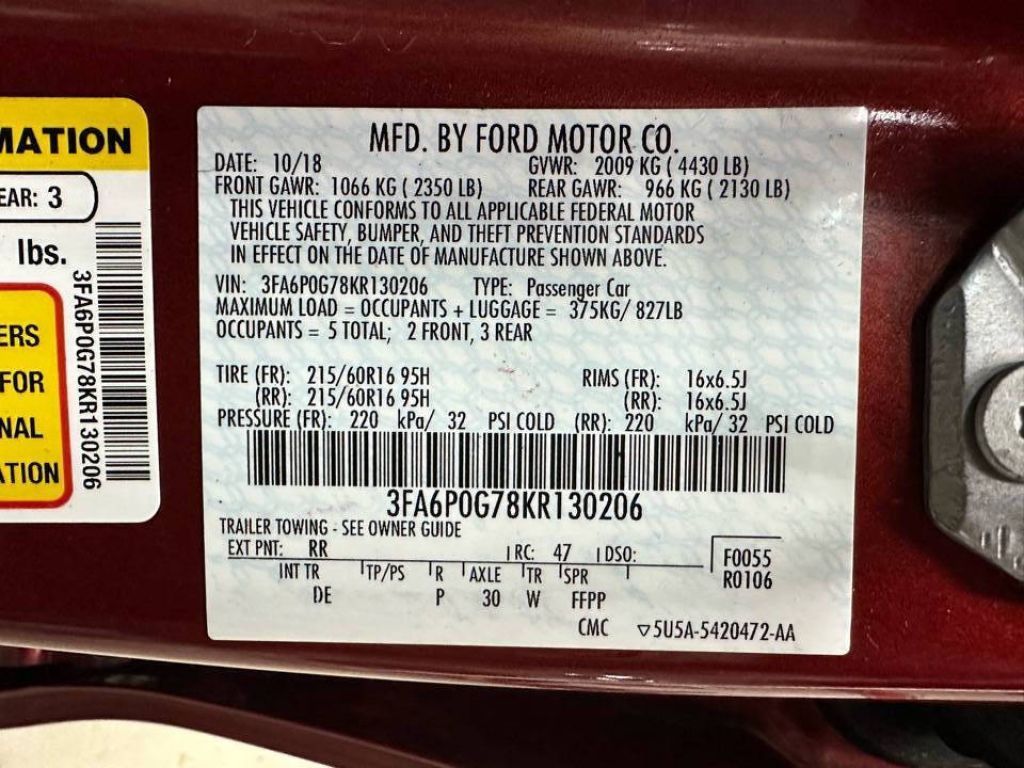 MATION
EAR: 3
lbs.
3FA6P0G78KR130206
ERS
FOR
NAL
ATION
MFD. BY FORD MOTOR CO.
DATE: 10/18 GVWR: 2009 KG ( 4430 LB)
FRONT GAWR: 1066 KG ( 2350 LB) REAR GAWR: 966 KG ( 2130 LB)
THIS VEHICLE CONFORMS TO ALL APPLICABLE FEDERAL MOTOR
VEHICLE SAFETY, BUMPER, AND THEFT PREVENTION STANDARDS
IN EFFECT ON THE DATE OF MANUFACTURE SHOWN ABOVE.
VIN: 3FA6P0G78KR130206 TYPE: Passenger Car
MAXIMUM LOAD = OCCUPANTS + LUGGAGE = 375KG/ 827LB
OCCUPANTS = 5 TOTAL; 2 FRONT, 3 REAR
TIRE (FR): 215/60R16 95H RIMS (FR): 16x6.5J
(RR): 215/60R16 95H (RR): 16x6.5J
PRESSURE (FR): 220 kPa/ 32 PSI COLD (RR): 220 kPa/ 32 PSI COLD
3FA6P0G78KR130206
TRAILER TOWING - SEE OWNER GUIDE
EXT PNT: RR RC: 47 DSO: F0055
INT TR TP/PS R AXLE TR SPR R0106
DE P 30 W FFPP
CMC ▽5U5A-5420472-AA